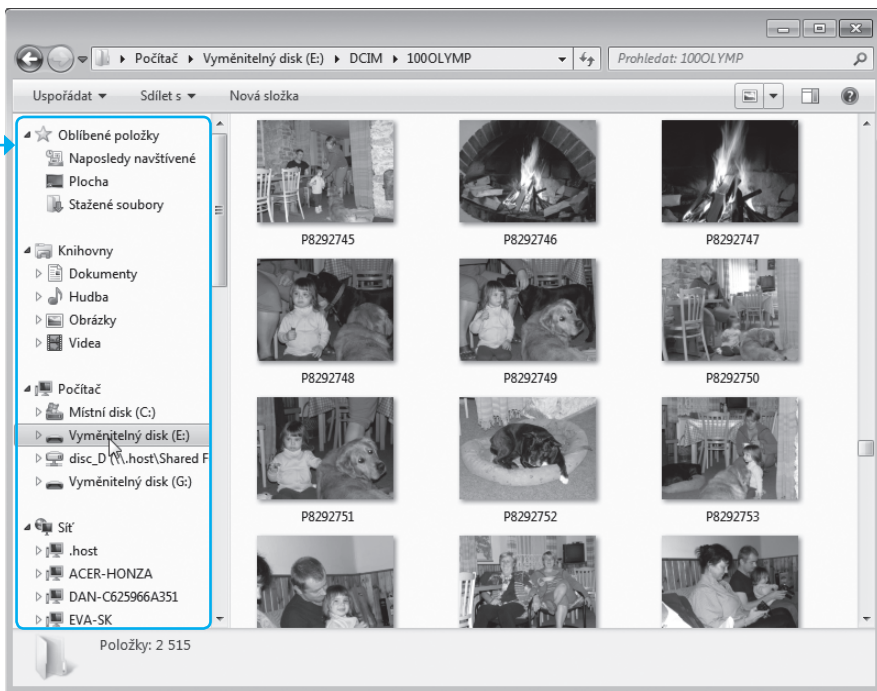 Počítač ▸ Vyměnitelný disk (E:) ▸ DCIM ▸ 100OLYMP
Prohledat: 100OLYMP
Uspořádat
Sdílet s
Nová složka
Oblíbené položky
Naposledy navštívené
Plocha
Stažené soubory
Knihovny
Dokumenty
Hudba
Obrázky
Videa
Počítač
Místní disk (C:)
Vyměnitelný disk (E:)
disc_D (\\.host\Shared F
Vyměnitelný disk (G:)
Síť
.host
ACER-HONZA
DAN-C625966A351
EVA-SK
P8292745
P8292746
P8292747
P8292748
P8292749
P8292750
P8292751
P8292752
P8292753
Položky: 2 515